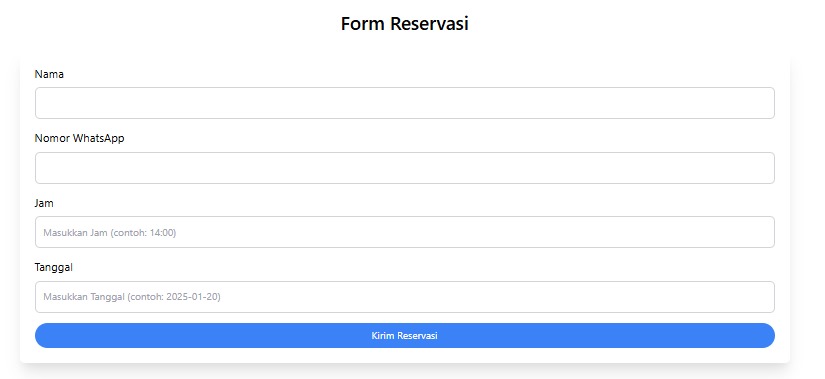 Form Reservasi
Nama
Nomor WhatsApp
Jam
Masukkan Jam (contoh: 14:00)
Tanggal
Masukkan Tanggal (contoh: 2025-01-20)
Kirim Reservasi